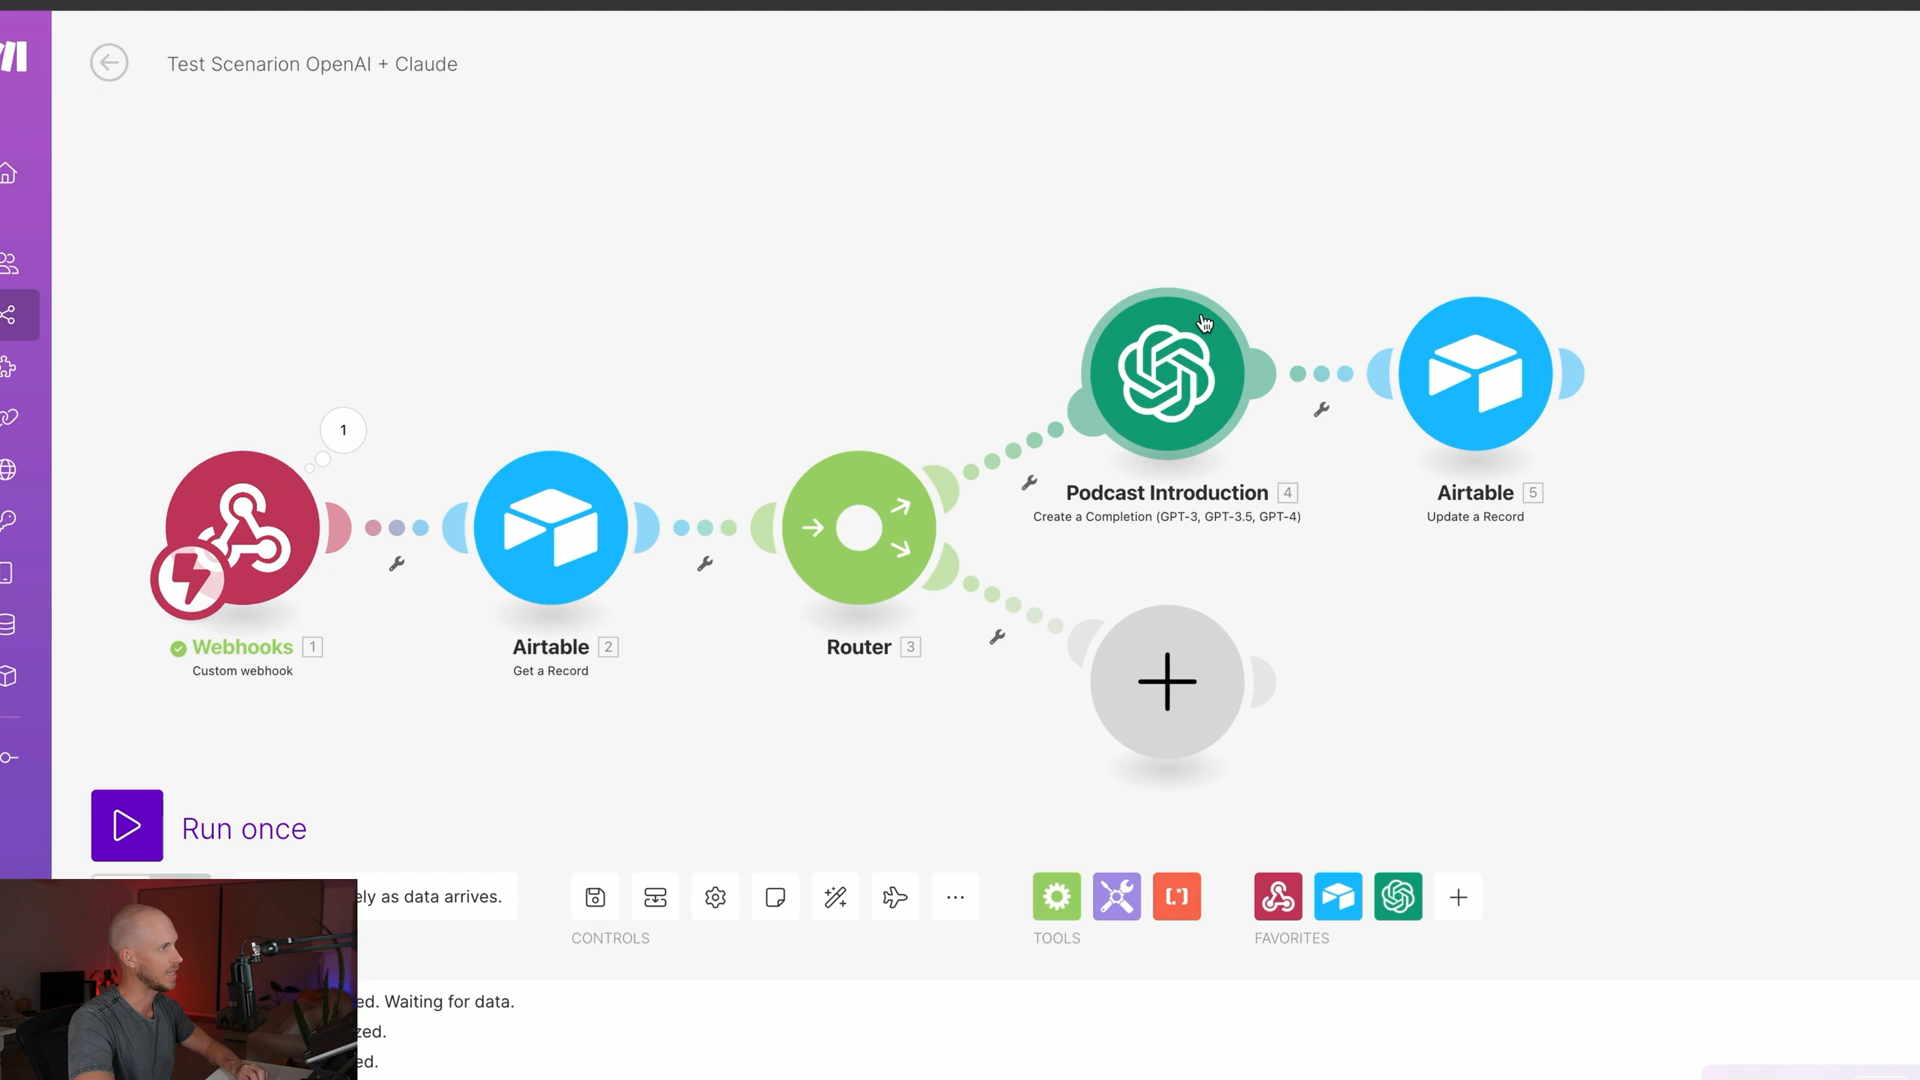 Test Scenarion OpenAI + Claude
1
Podcast Introduction 4
Create a Completion (GPT-3, GPT-3.5, GPT-4)
Airtable 5
Update a Record
Webhooks 1
Custom webhook
Airtable 2
Get a Record
Router 3
Run once
ely as data arrives.
CONTROLS
TOOLS
[*]
FAVORITES
ed. Waiting for data.
zed.
ed.